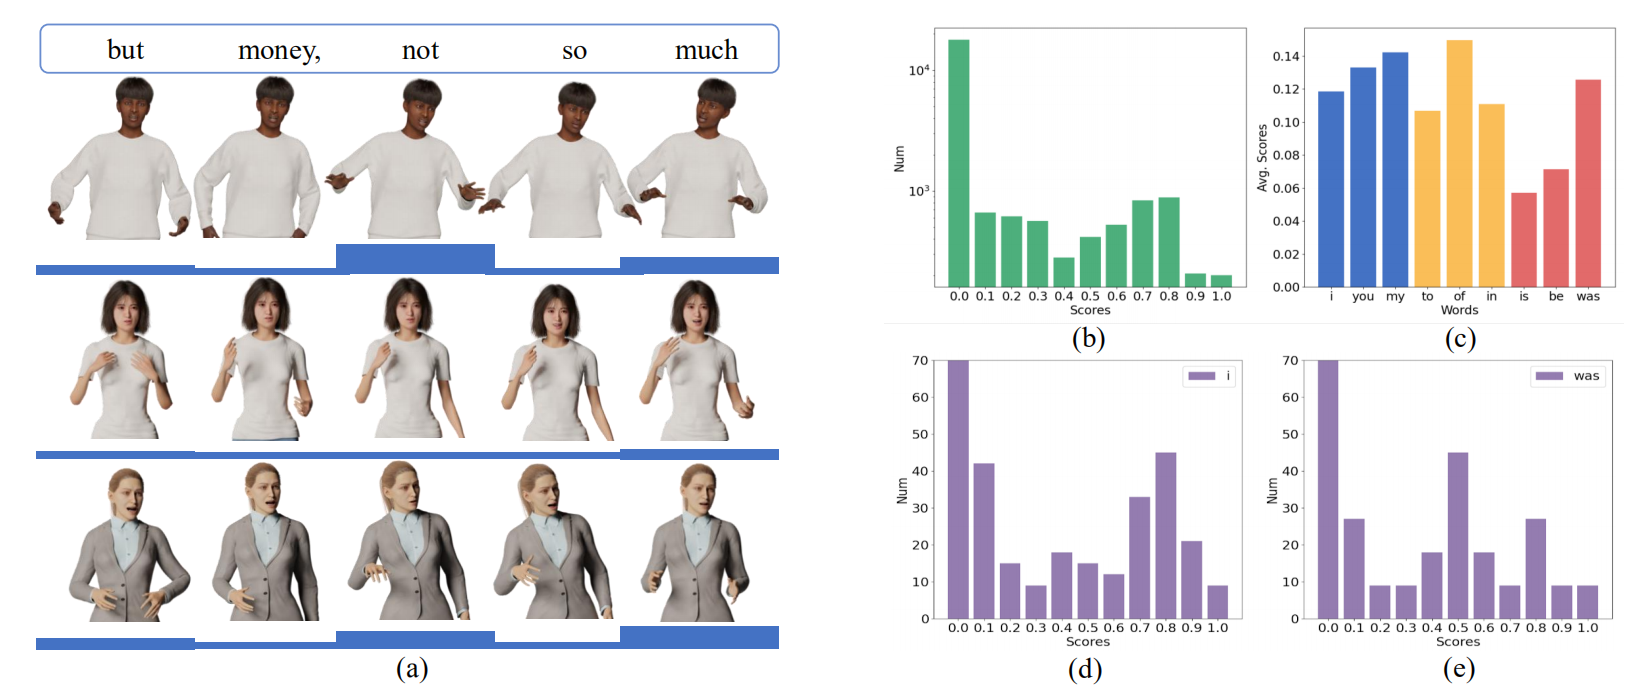 but money, not so much
(a)
10⁴
10³
Num
0.0 0.1 0.2 0.3 0.4 0.5 0.6 0.7 0.8 0.9 1.0
Scores
(b)
0.14
0.12
0.10
0.08
0.06
0.04
0.02
0.00
Avg. Scores
i you my to of in is be was
Words
(c)
70
60
50
40
30
20
10
0
Num
i
0.0 0.1 0.2 0.3 0.4 0.5 0.6 0.7 0.8 0.9 1.0
Scores
(d)
70
60
50
40
30
20
10
0
Num
was
0.0 0.1 0.2 0.3 0.4 0.5 0.6 0.7 0.8 0.9 1.0
Scores
(e)